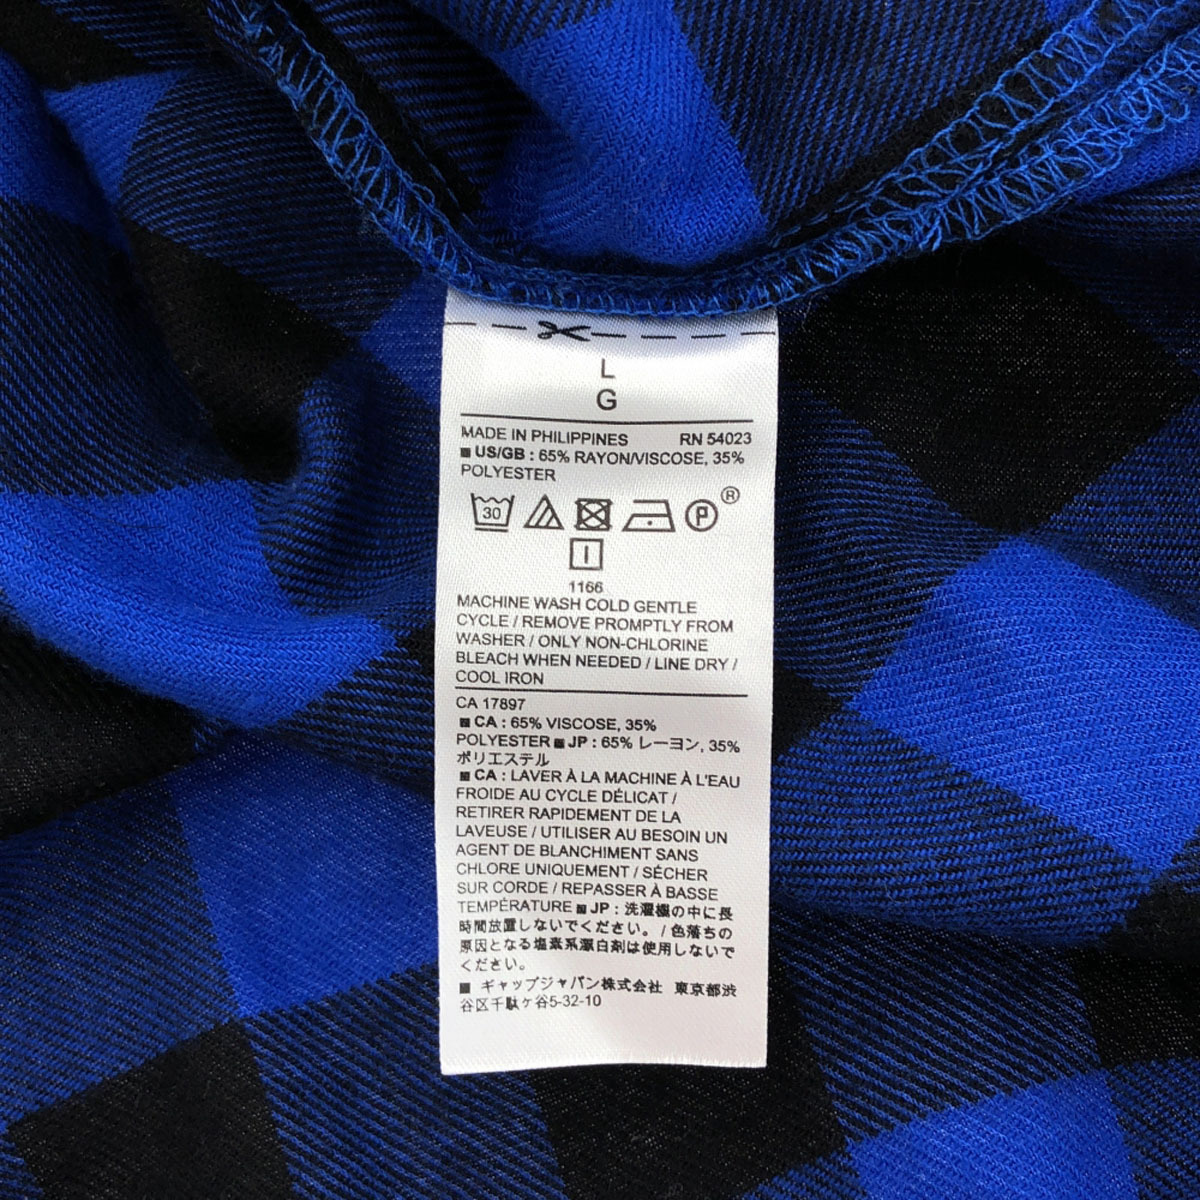 L
G
MADE IN PHILIPPINES RN 54023
■ US/GB : 65% RAYON/VISCOSE, 35%
POLYESTER
30 P ®
I
1166
MACHINE WASH COLD GENTLE
CYCLE / REMOVE PROMPTLY FROM
WASHER / ONLY NON-CHLORINE
BLEACH WHEN NEEDED / LINE DRY /
COOL IRON
CA 17897
■ CA : 65% VISCOSE, 35%
POLYESTER ■ JP : 65% レーヨン, 35%
ポリエステル
■ CA : LAVER À LA MACHINE À L'EAU
FROIDE AU CYCLE DÉLICAT /
RETIRER RAPIDEMENT DE LA
LAVEUSE / UTILISER AU BESOIN UN
AGENT DE BLANCHIMENT SANS
CHLORE UNIQUEMENT / SÉCHER
SUR CORDE / REPASSER À BASSE
TEMPÉRATURE ■ JP : 洗濯機の中に長
時間放置しないでください。 / 色落ちの
原因となる塩素系漂白剤は使用しないで
ください。
■ ギャップジャパン株式会社 東京都渋
谷区千駄ヶ谷5-32-10